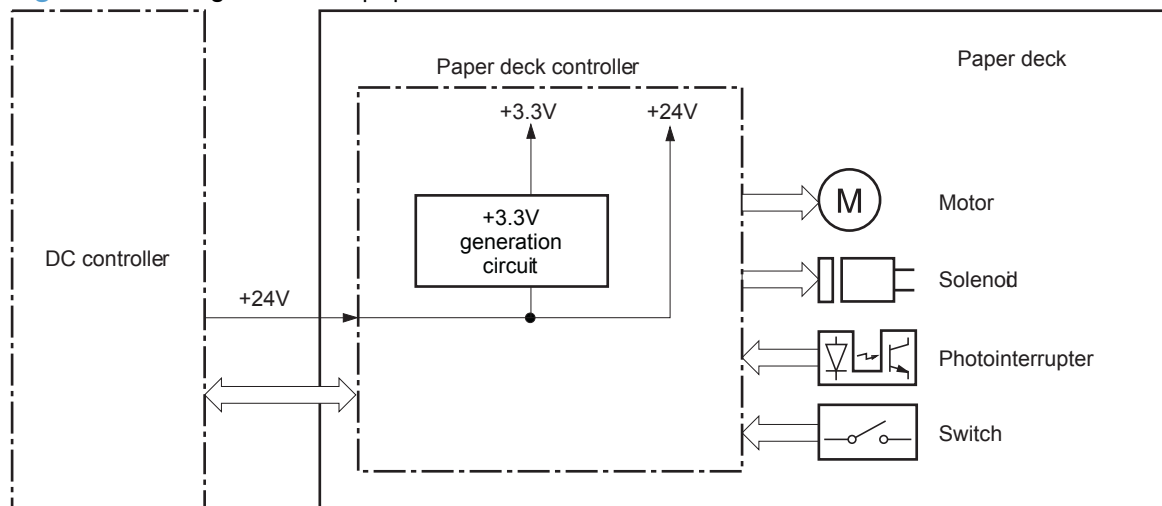 Paper deck
Paper deck controller
+3.3V
+24V
+3.3V
generation
circuit
DC controller
+24V
M
Motor
Solenoid
Photointerrupter
Switch